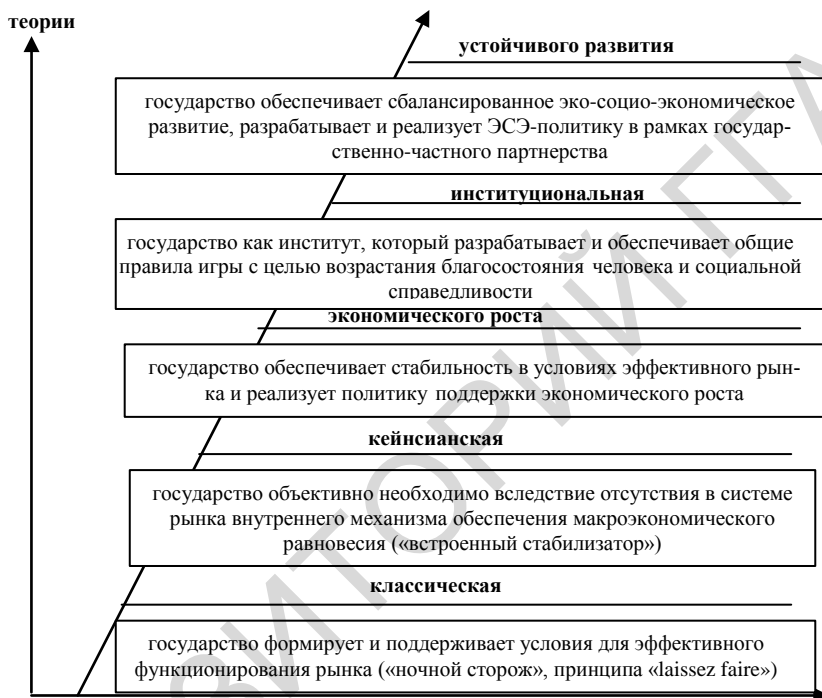 теории
устойчивого развития
государство обеспечивает сбалансированное эко-социо-экономическое
развитие, разрабатывает и реализует ЭСЭ-политику в рамках государ-
ственно-частного партнерства
институциональная
государство как институт, который разрабатывает и обеспечивает общие
правила игры с целью возрастания благосостояния человека и социальной
справедливости
экономического роста
государство обеспечивает стабильность в условиях эффективного рын-
ка и реализует политику поддержки экономического роста
кейнсианская
государство объективно необходимо вследствие отсутствия в системе
рынка внутреннего механизма обеспечения макроэкономического
равновесия («встроенный стабилизатор»)
классическая
государство формирует и поддерживает условия для эффективного
функционирования рынка («ночной сторож», принципа «laissez faire»)